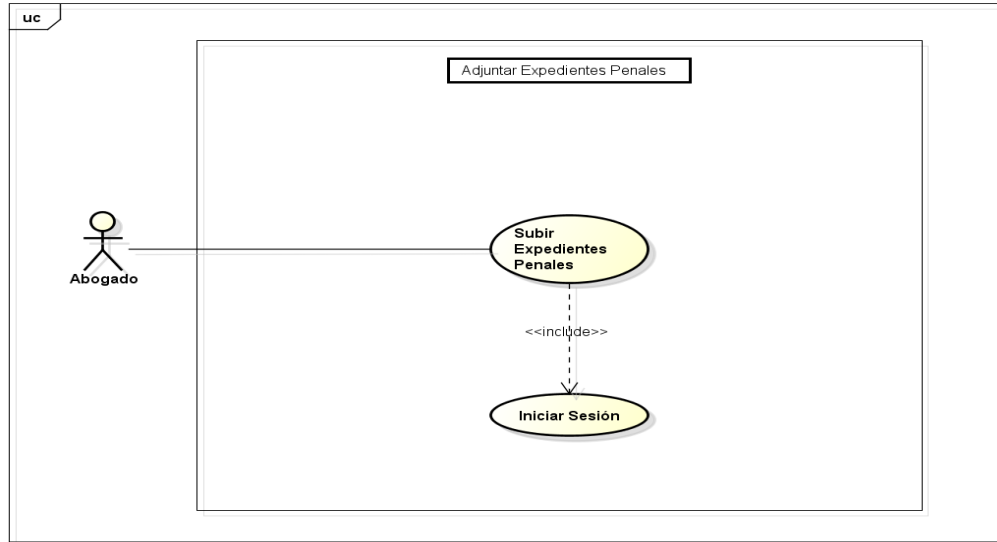 uc
Adjuntar Expedientes Penales
Subir
Expedientes
Penales
Abogado
<<include>>
Iniciar Sesión